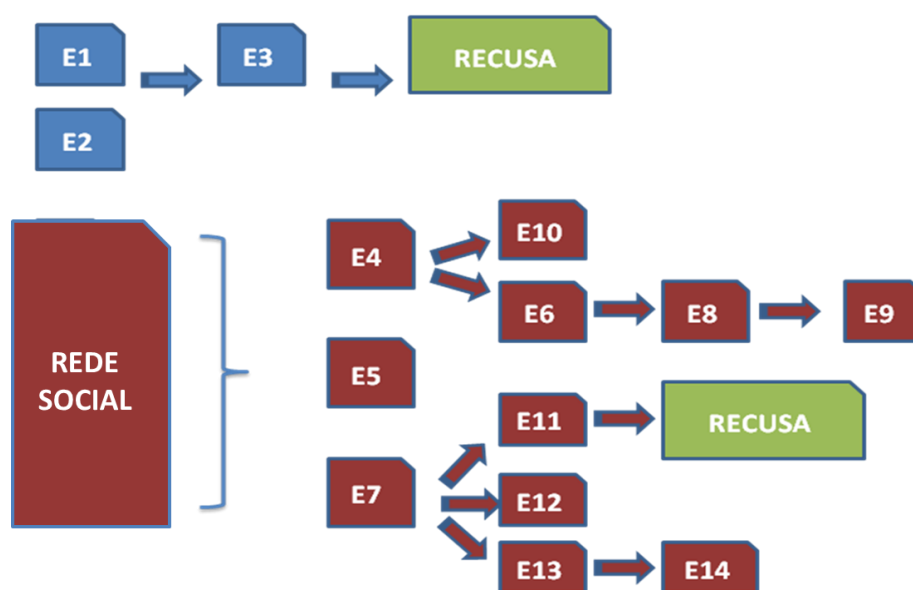 E1
E3
RECUSA
E2
REDE
SOCIAL
E4
E10
E6
E8
E9
E5
E11
RECUSA
E7
E12
E13
E14